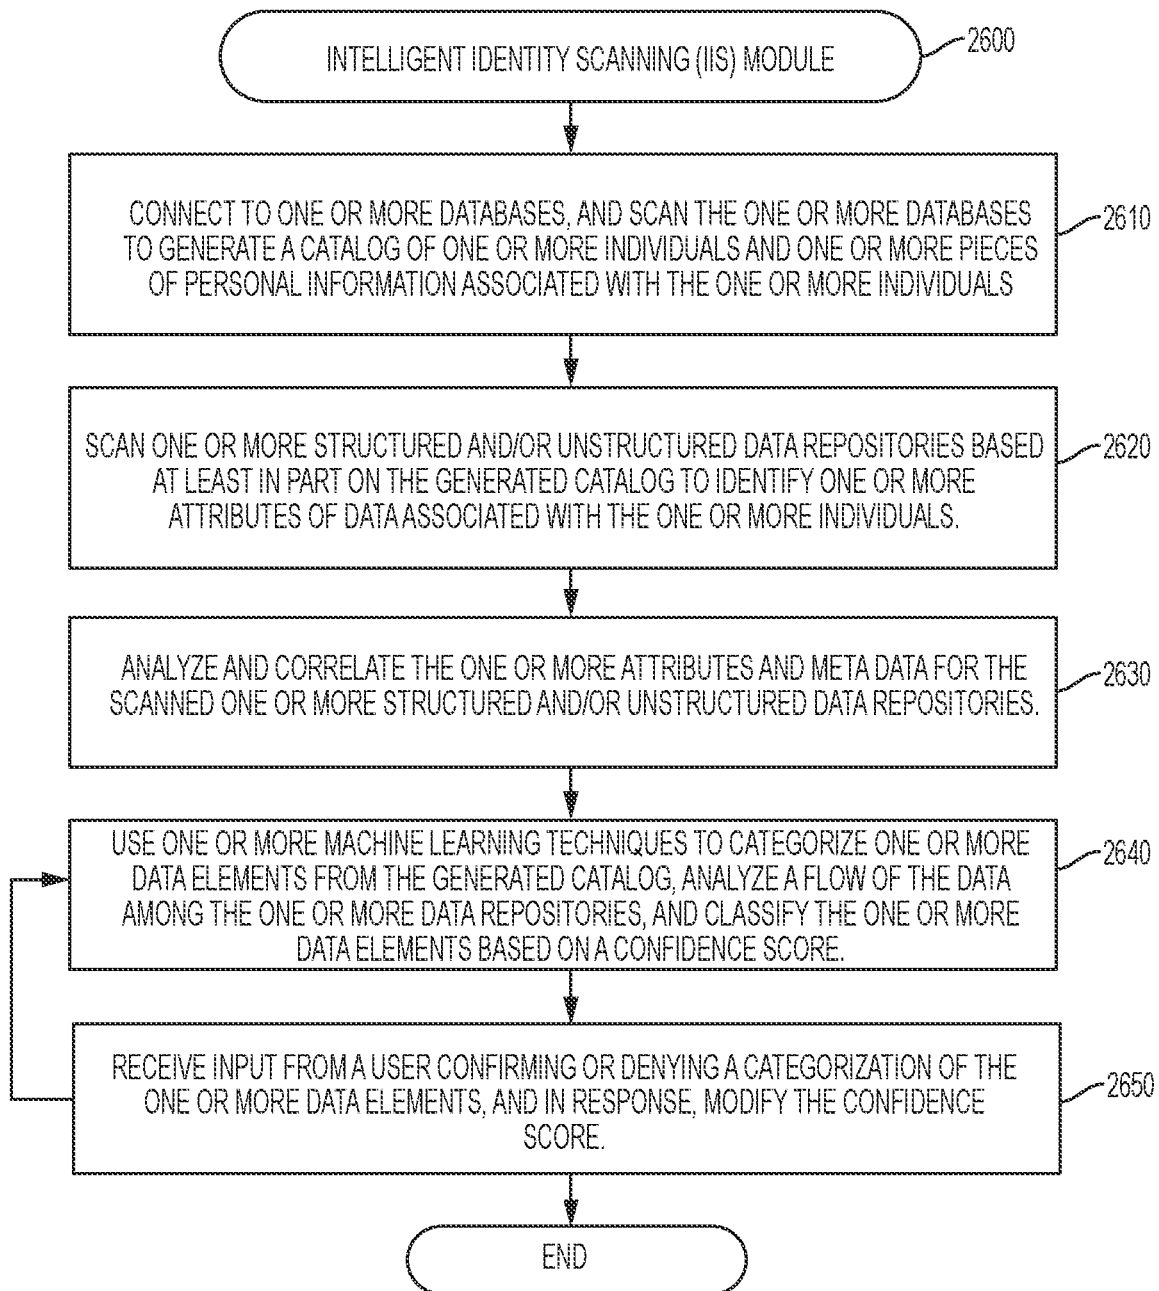 INTELLIGENT IDENTITY SCANNING (IIS) MODULE
2600
CONNECT TO ONE OR MORE DATABASES, AND SCAN THE ONE OR MORE DATABASES
TO GENERATE A CATALOG OF ONE OR MORE INDIVIDUALS AND ONE OR MORE PIECES
OF PERSONAL INFORMATION ASSOCIATED WITH THE ONE OR MORE INDIVIDUALS
2610
SCAN ONE OR MORE STRUCTURED AND/OR UNSTRUCTURED DATA REPOSITORIES BASED
AT LEAST IN PART ON THE GENERATED CATALOG TO IDENTIFY ONE OR MORE
ATTRIBUTES OF DATA ASSOCIATED WITH THE ONE OR MORE INDIVIDUALS.
2620
ANALYZE AND CORRELATE THE ONE OR MORE ATTRIBUTES AND META DATA FOR THE
SCANNED ONE OR MORE STRUCTURED AND/OR UNSTRUCTURED DATA REPOSITORIES.
2630
USE ONE OR MORE MACHINE LEARNING TECHNIQUES TO CATEGORIZE ONE OR MORE
DATA ELEMENTS FROM THE GENERATED CATALOG, ANALYZE A FLOW OF THE DATA
AMONG THE ONE OR MORE DATA REPOSITORIES, AND CLASSIFY THE ONE OR MORE
DATA ELEMENTS BASED ON A CONFIDENCE SCORE.
2640
RECEIVE INPUT FROM A USER CONFIRMING OR DENYING A CATEGORIZATION OF THE
ONE OR MORE DATA ELEMENTS, AND IN RESPONSE, MODIFY THE CONFIDENCE
SCORE.
2650
END